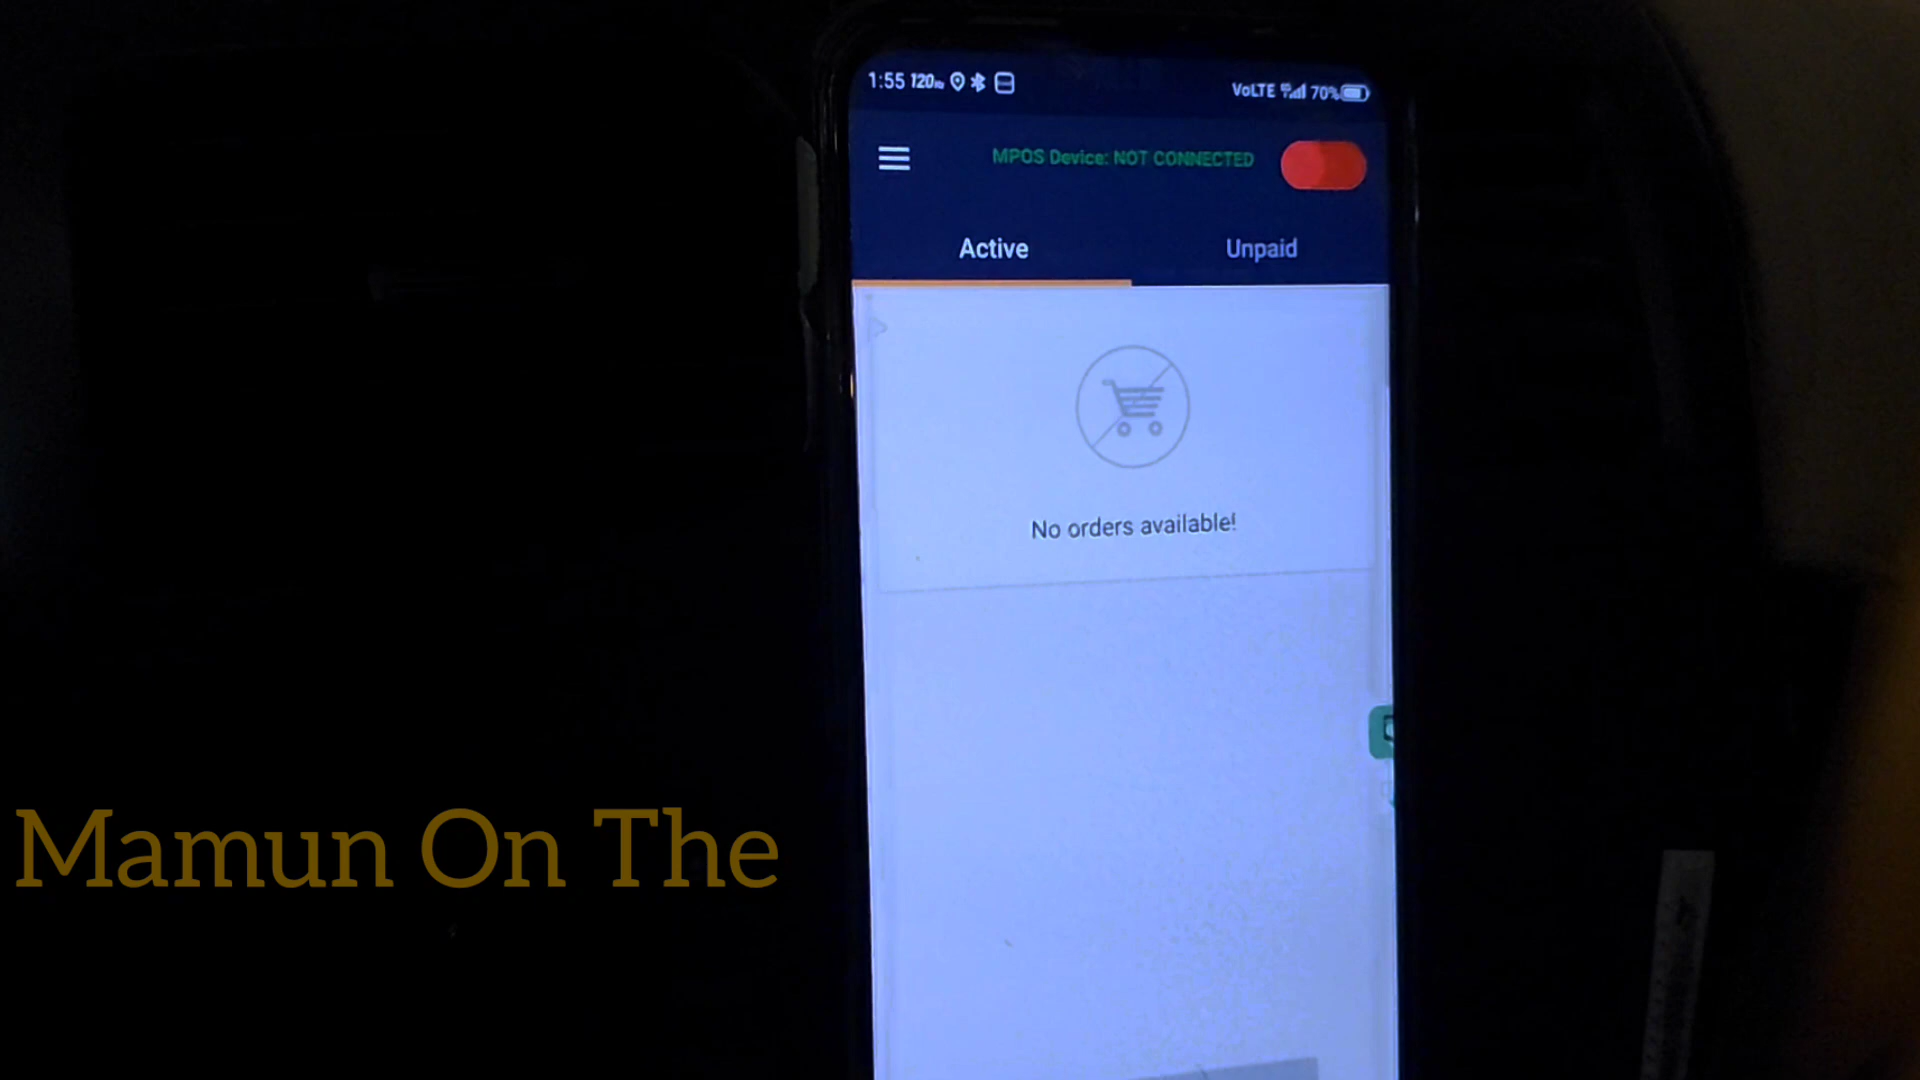 1:55 120
VoLTE 70%
MPOS Device: NOT CONNECTED
Active
Unpaid
No orders available!
Mamun On The